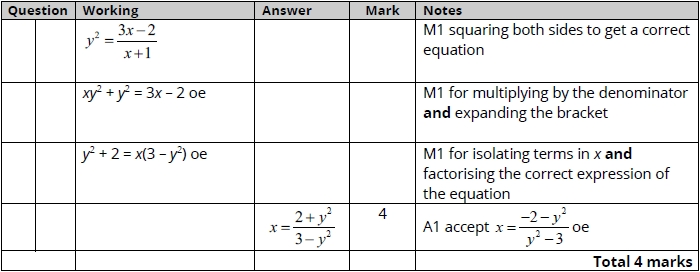 Question Working Answer Mark Notes
y² = (3x – 2)/(x + 1) M1 squaring both sides to get a correct
equation
xy² + y² = 3x – 2 oe M1 for multiplying by the denominator
and expanding the bracket
y² + 2 = x(3 – y²) oe M1 for isolating terms in x and
factorising the correct expression of
the equation
x = (2 + y²)/(3 – y²) 4 A1 accept x = (–2 – y²)/(y² – 3) oe
Total 4 marks